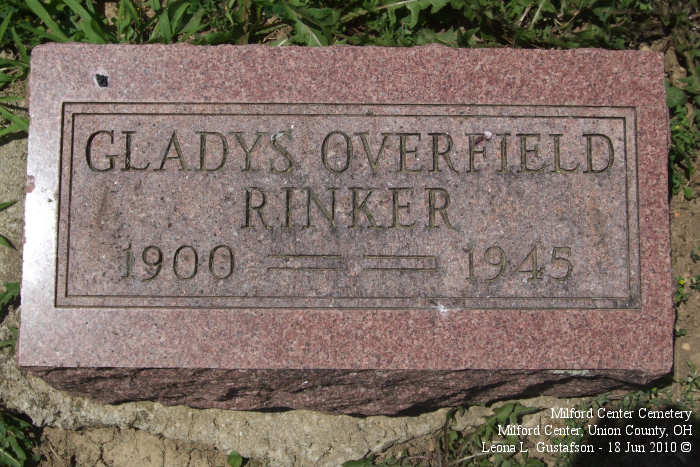 GLADYS OVERFIELD
RINKER
1900 == 1945
Milford Center Cemetery
Milford Center, Union County, OH
Leona L. Gustafson - 18 Jun 2010 ©